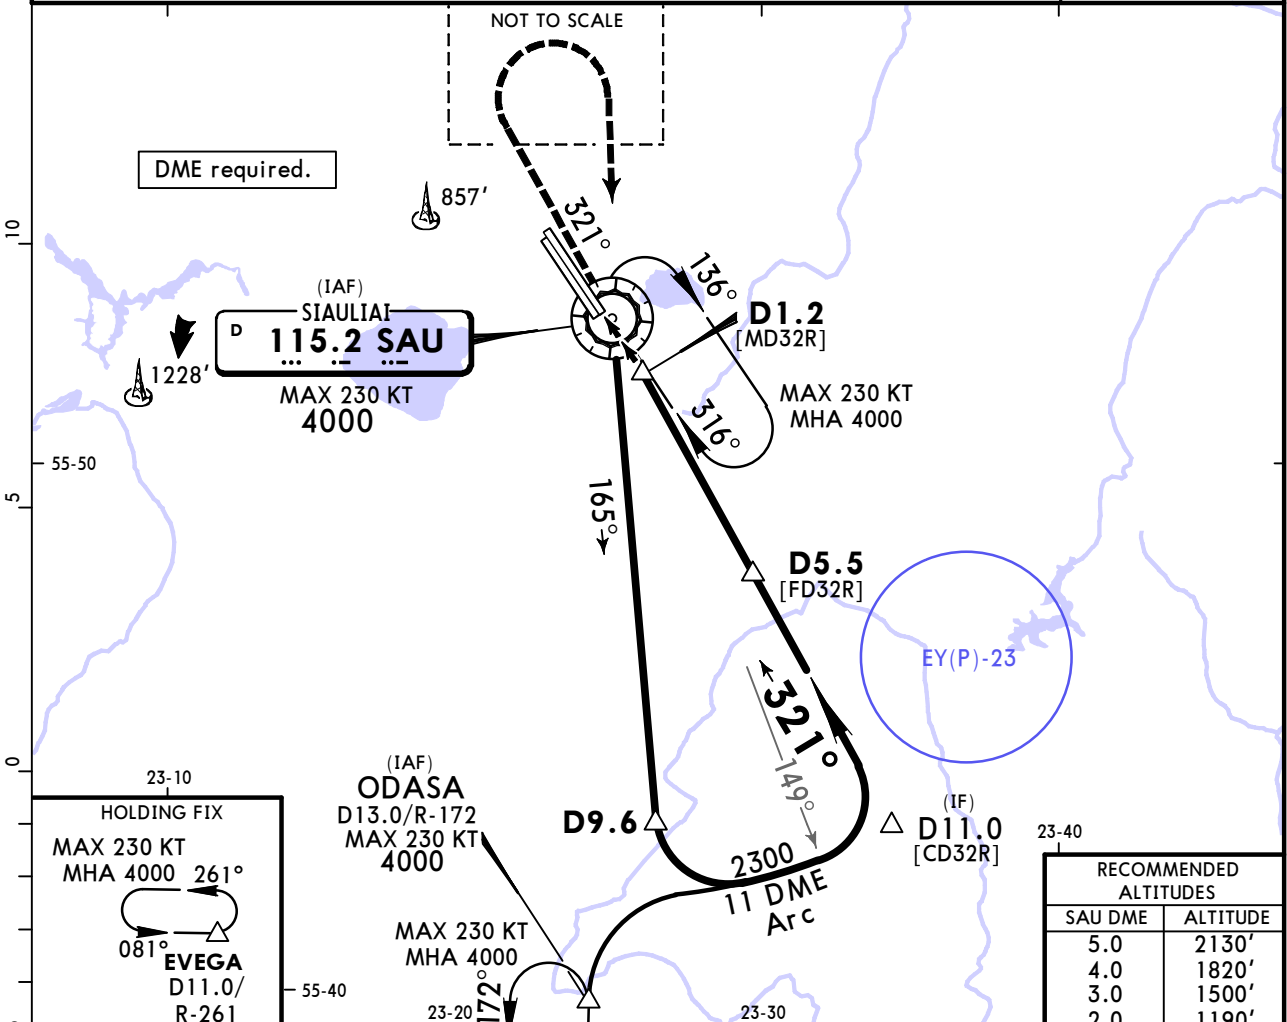 NOT TO SCALE
DME required.
857'
321°
10
136°
(IAF)
SIAULIAI
D 115.2 SAU
MAX 230 KT
4000
D1.2
[MD32R]
1228'
MAX 230 KT
MHA 4000
316°
55-50
5
165°
D5.5
[FD32R]
EY(P)-23
321°
149°
0
23-10
(IAF)
ODASA
D13.0/R-172
MAX 230 KT
4000
D9.6
(IF)
D11.0
[CD32R]
23-40
2300
11 DME
Arc
HOLDING FIX
MAX 230 KT
MHA 4000
261°
081°
EVEGA
D11.0/
R-261
MAX 230 KT
MHA 4000
172°
55-40
23-20
23-30
RECOMMENDED
ALTITUDES
SAU DME ALTITUDE
5.0 2130'
4.0 1820'
3.0 1500'
2.0 1190'